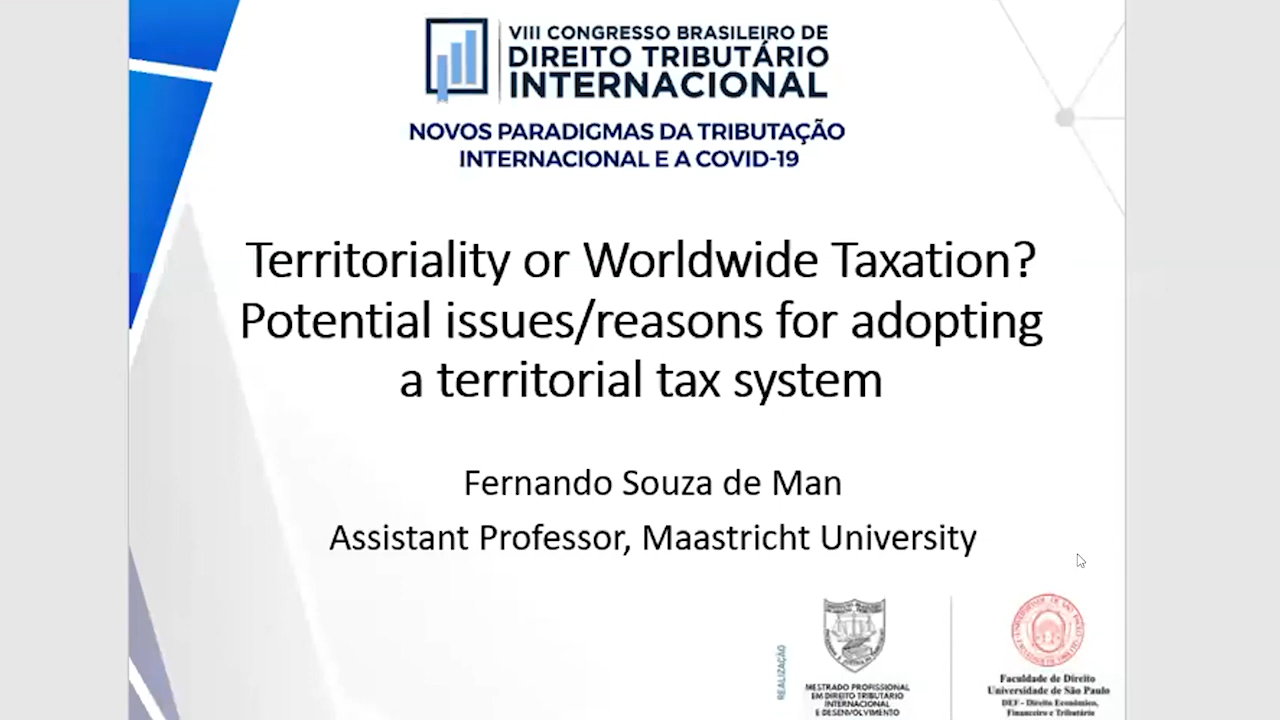 VIII CONGRESSO BRASILEIRO DE
DIREITO TRIBUTÁRIO
INTERNACIONAL
NOVOS PARADIGMAS DA TRIBUTAÇÃO
INTERNACIONAL E A COVID-19
Territoriality or Worldwide Taxation?
Potential issues/reasons for adopting
a territorial tax system
Fernando Souza de Man
Assistant Professor, Maastricht University
REALIZAÇÃO
MESTRADO PROFISSIONAL
EM DIREITO TRIBUTÁRIO
INTERNACIONAL
E DESENVOLVIMENTO
Faculdade de Direito
Universidade de São Paulo
DEF - Direito Econômico,
Financeiro e Tributário